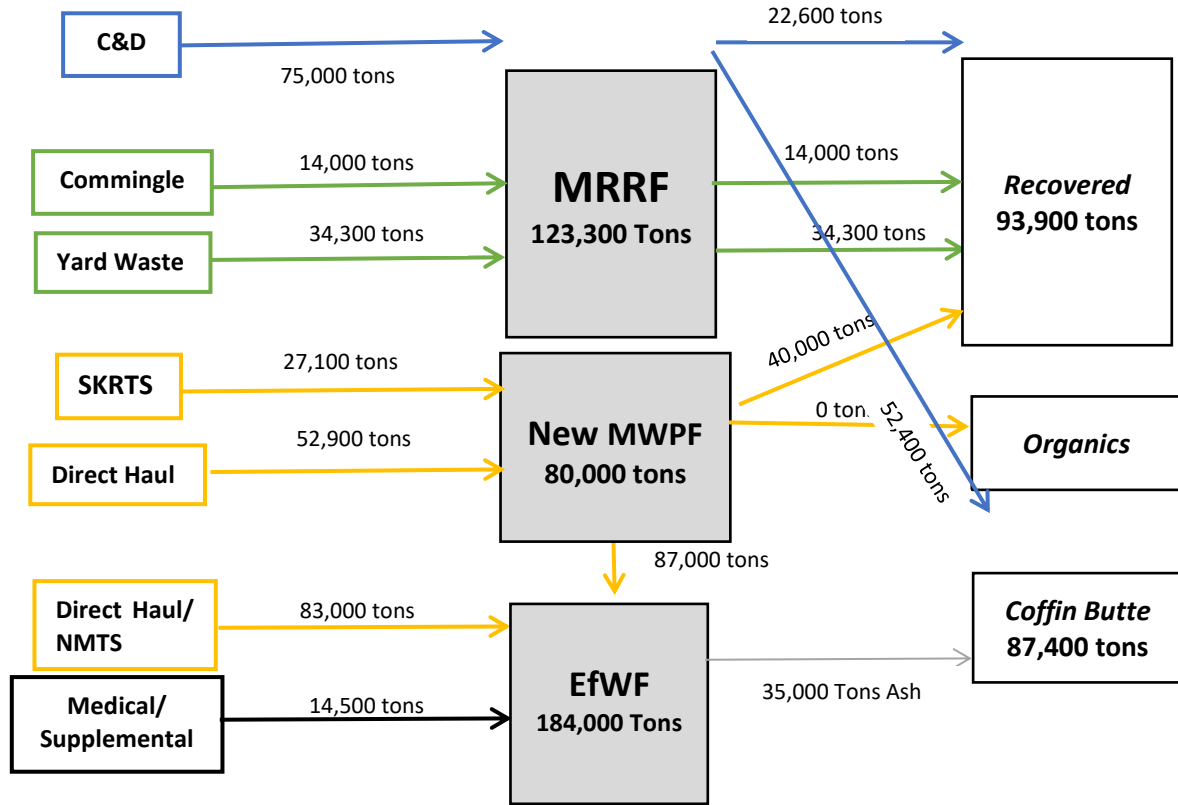 C&D
75,000 tons
22,600 tons
Commingle
14,000 tons
MRRF
123,300 Tons
14,000 tons
Recovered
93,900 tons
Yard Waste
34,300 tons
34,300 tons
SKRTS
27,100 tons
New MWPF
80,000 tons
40,000 tons
0 ton
52,400 tons
Organics
Direct Haul
52,900 tons
87,000 tons
Direct Haul/
NMTS
83,000 tons
EfWF
184,000 Tons
35,000 Tons Ash
Coffin Butte
87,400 tons
Medical/
Supplemental
14,500 tons